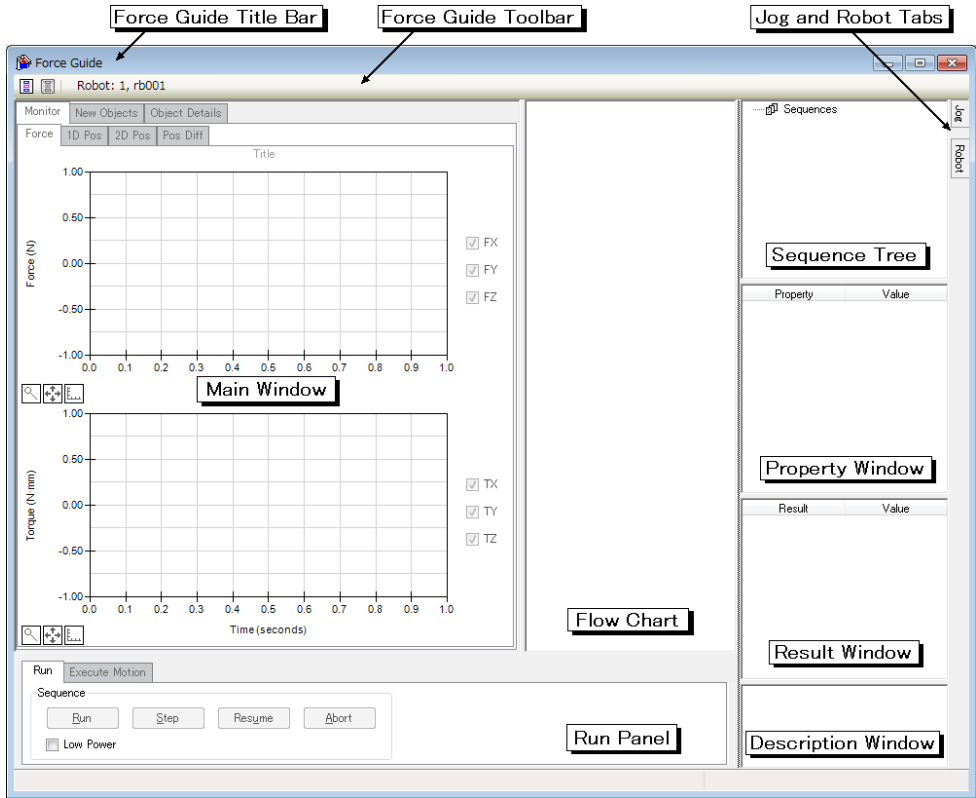 Force Guide Title Bar
Force Guide Toolbar
Jog and Robot Tabs
Force Guide
Robot: 1, rb001
Monitor
New Objects
Object Details
Force
1D Pos
2D Pos
Pos Diff
Title
1.00
0.50
0.00
-0.50
-1.00
Force (N)
0.0 0.1 0.2 0.3 0.4 0.5 0.6 0.7 0.8 0.9 1.0
FX
FY
FZ
Main Window
1.00
0.50
0.00
-0.50
-1.00
Torque (N·mm)
0.0 0.1 0.2 0.3 0.4 0.5 0.6 0.7 0.8 0.9 1.0
Time (seconds)
TX
TY
TZ
Flow Chart
Sequences
Sequence Tree
Jog
Robot
Property Value
Property Window
Result Value
Result Window
Description Window
Run
Execute Motion
Sequence
Run
Step
Resume
Abort
Low Power
Run Panel